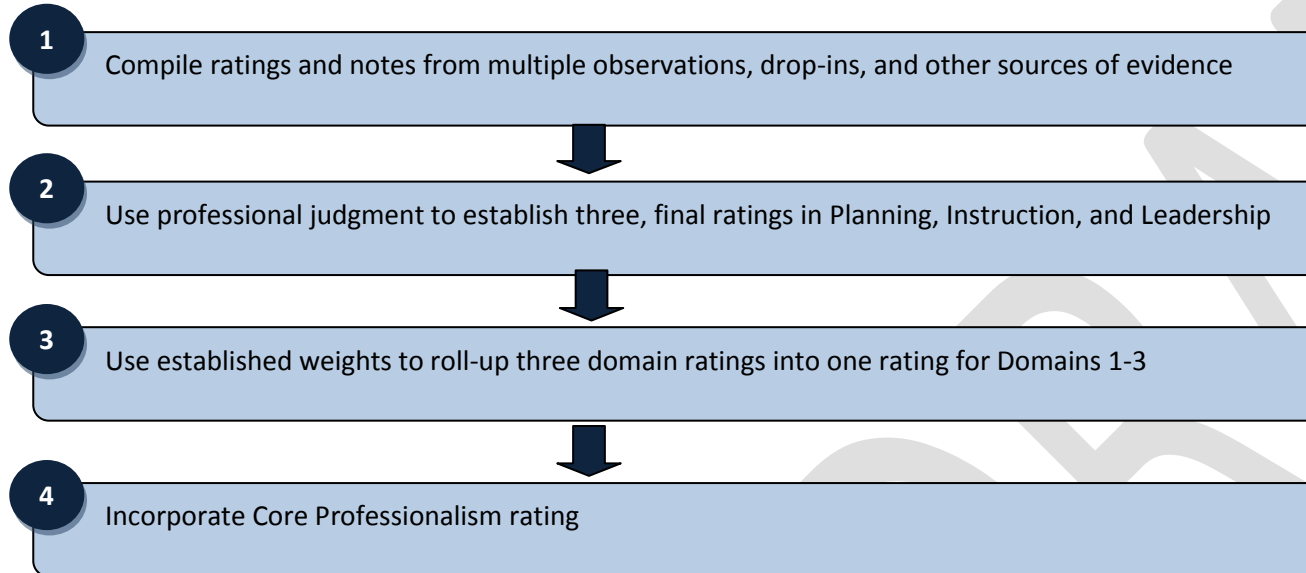 1
Compile ratings and notes from multiple observations, drop-ins, and other sources of evidence
2
Use professional judgment to establish three, final ratings in Planning, Instruction, and Leadership
3
Use established weights to roll-up three domain ratings into one rating for Domains 1-3
4
Incorporate Core Professionalism rating